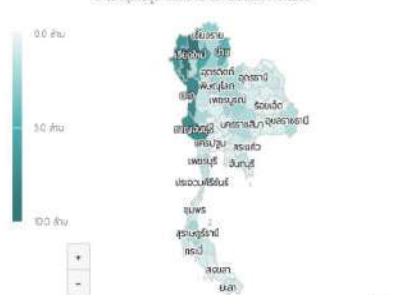 0.0 ล้าน
เชียงราย
เชียงใหม่ น่าน
อุตรดิตถ์ อุดรธานี
พิษณุโลก
ตาก เพชรบูรณ์ ร้อยเอ็ด
5.0 ล้าน
กาญจนบุรี นครราชสีมา อุบลราชธานี
นครปฐม สระแก้ว
เพชรบุรี จันทบุรี
ประจวบคีรีขันธ์
10.0 ล้าน
ชุมพร
สุราษฎร์ธานี
กระบี่
สงขลา
ยะลา
+
-